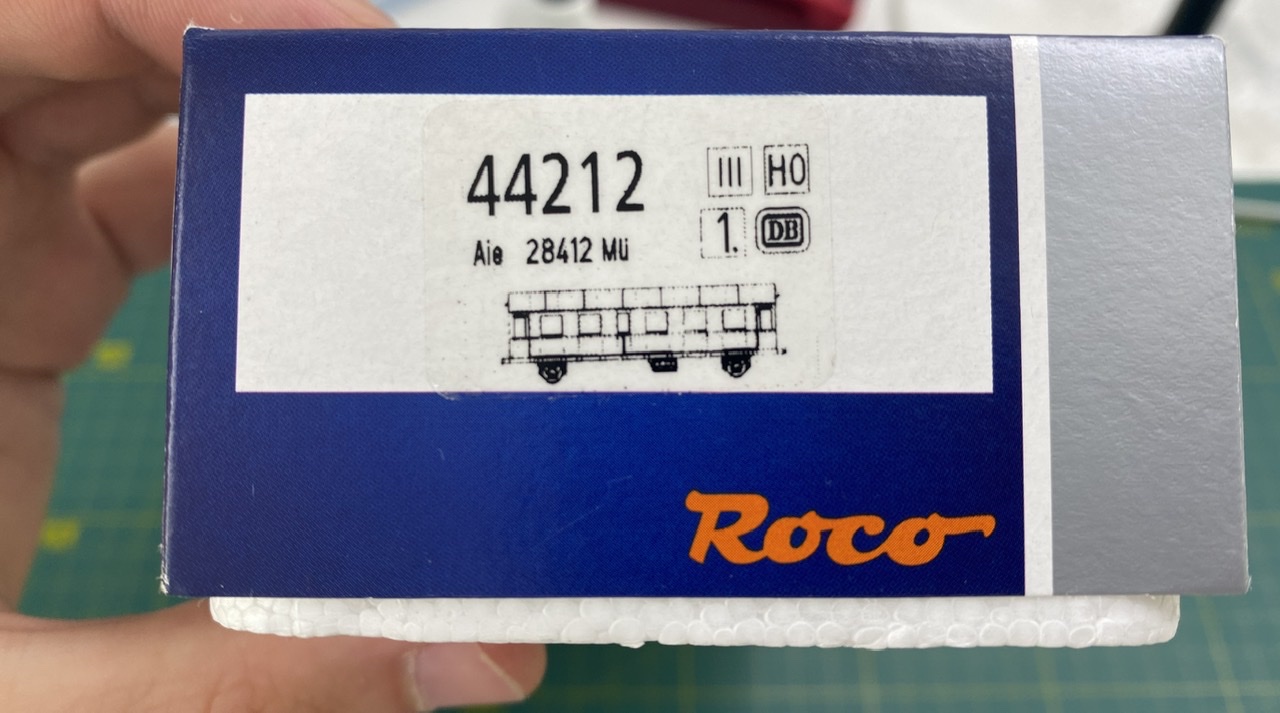 44212
III H0
Aie 28412 Mü
1. DB
Roco